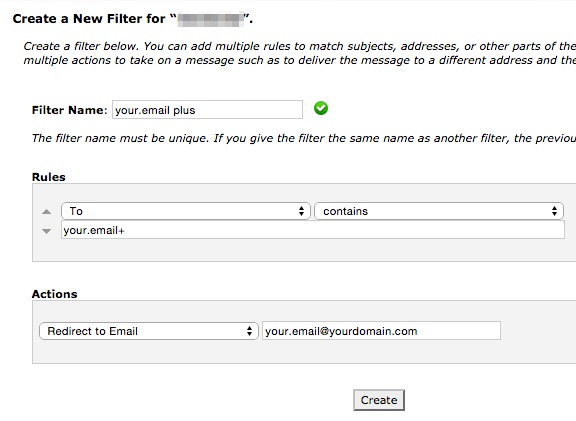 Create a New Filter for “ ”.
Create a filter below. You can add multiple rules to match subjects, addresses, or other parts of the
multiple actions to take on a message such as to deliver the message to a different address and the
Filter Name: your.email plus
The filter name must be unique. If you give the filter the same name as another filter, the previou
Rules
To contains
your.email+
Actions
Redirect to Email your.email@yourdomain.com
Create